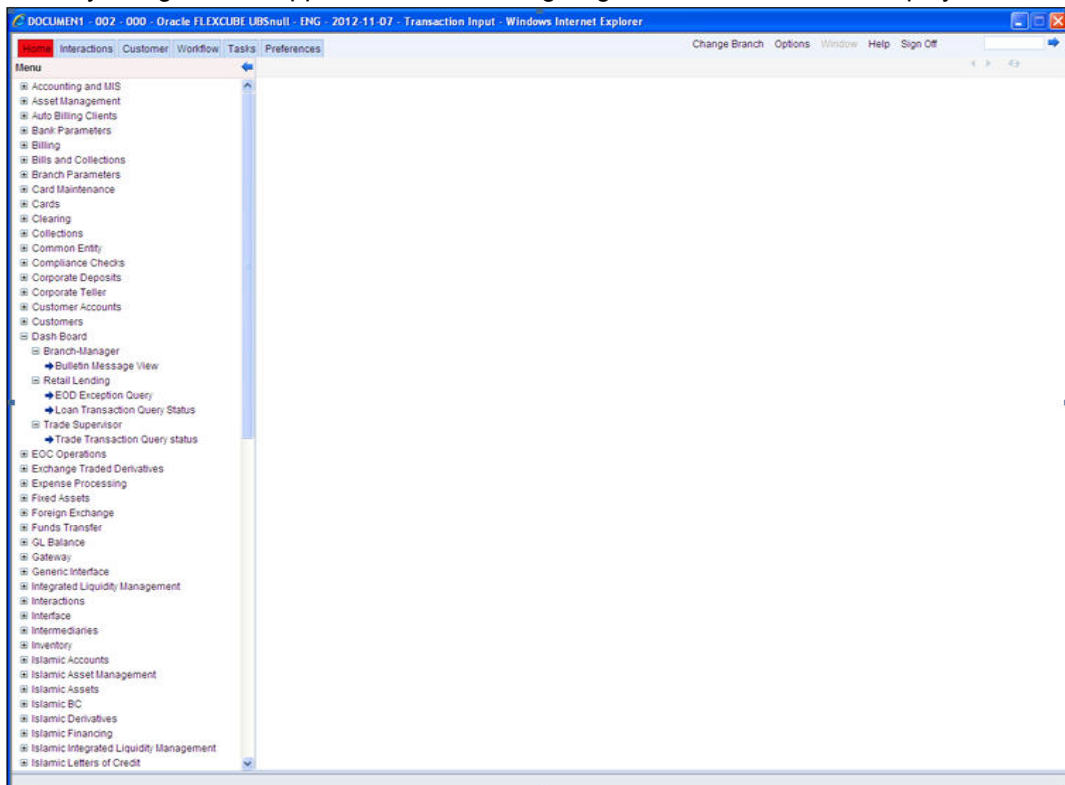 DOCUMENT1 - 002 - 000 - Oracle FLEXCUBE UBSnull - ENG - 2012-11-07 - Transaction Input - Windows Internet Explorer
Home Interactions Customer Workflow Tasks Preferences Change Branch Options Window Help Sign Off
Menu
Accounting and MIS
Asset Management
Auto Billing Clients
Bank Parameters
Billing
Bills and Collections
Branch Parameters
Card Maintenance
Cards
Clearing
Collections
Common Entity
Compliance Checks
Corporate Deposits
Corporate Teller
Customer Accounts
Customers
Dash Board
Branch-Manager
Bulletin Message View
Retail Lending
EOD Exception Query
Loan Transaction Query Status
Trade Supervisor
Trade Transaction Query status
EOC Operations
Exchange Traded Derivatives
Expense Processing
Fixed Assets
Foreign Exchange
Funds Transfer
GL Balance
Gateway
Generic Interface
Integrated Liquidity Management
Interactions
Interface
Intermediaries
Inventory
Islamic Accounts
Islamic Asset Management
Islamic Assets
Islamic BC
Islamic Derivatives
Islamic Financing
Islamic Integrated Liquidity Management
Islamic Letters of Credit